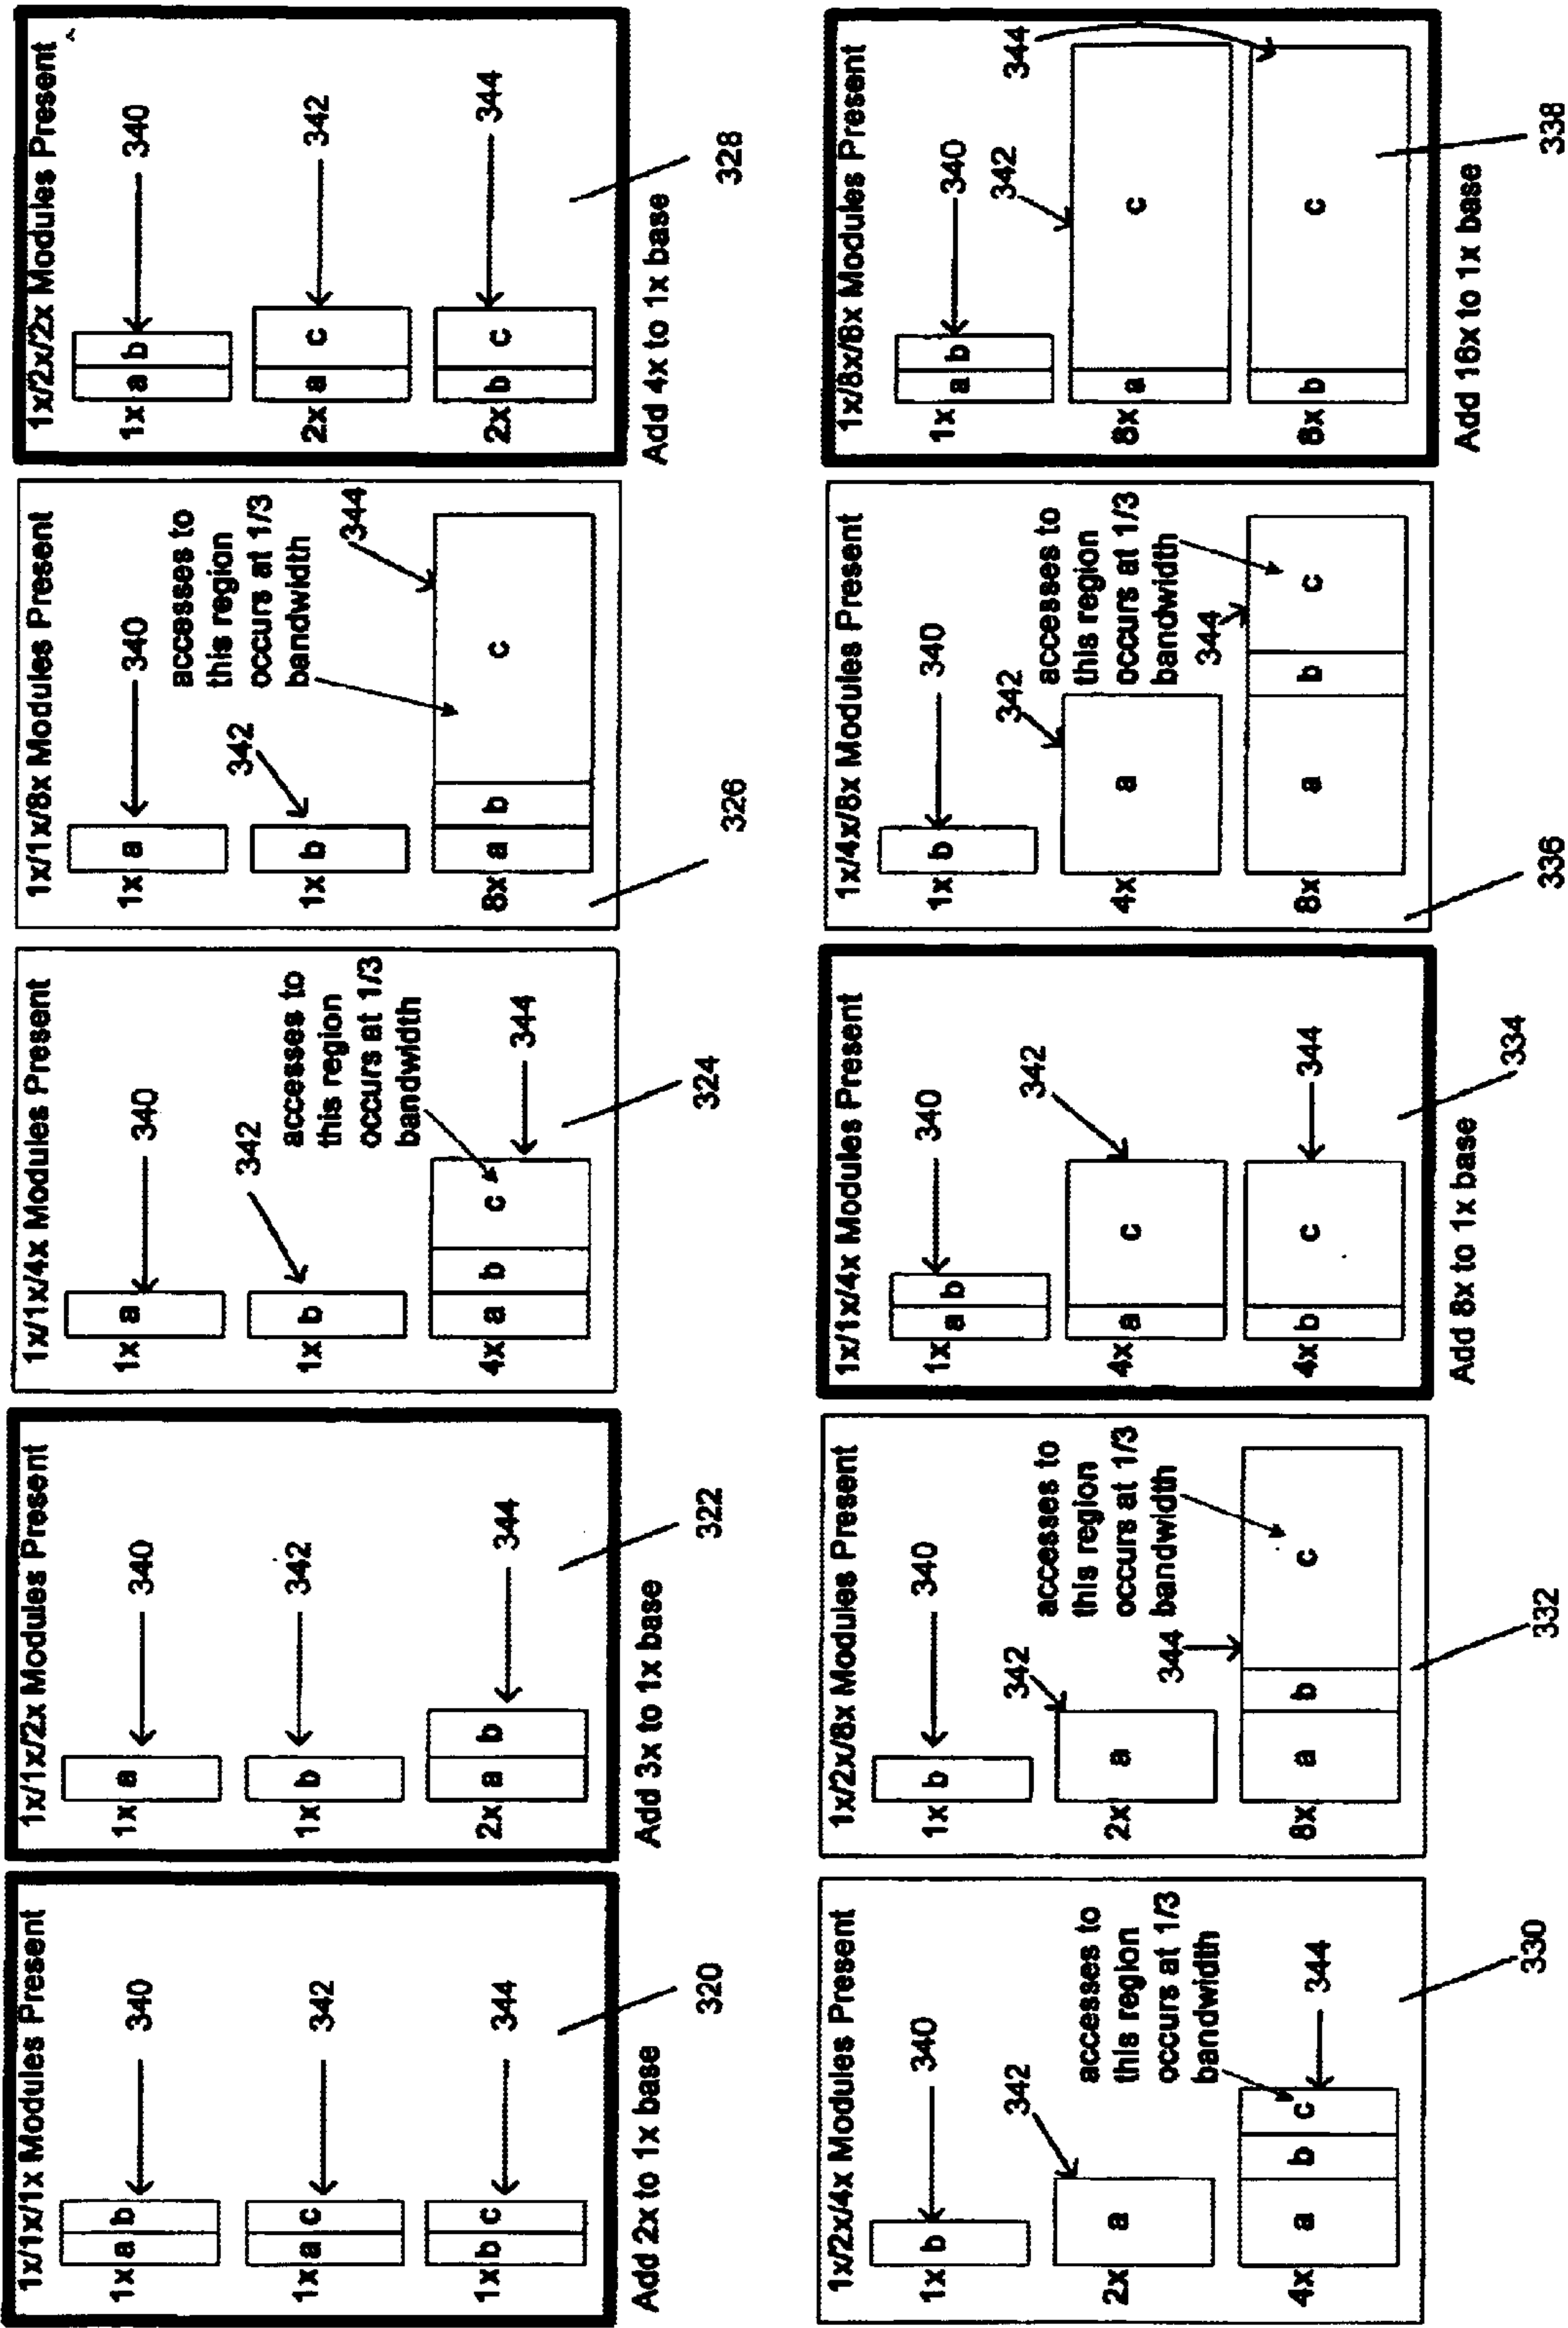 1x/1x/1x Modules Present
1x a b 340
1x a c 342
1x b c 344
320
Add 2x to 1x base
1x/1x/2x Modules Present
1x a 340
1x b 342
2x a b 344
322
Add 3x to 1x base
1x/1x/4x Modules Present
1x a 340
1x b 342
accesses to
this region
occurs at 1/3
bandwidth
4x a b c 344
324
1x/1x/8x Modules Present
1x a 340
1x b 342
accesses to
this region
occurs at 1/3
bandwidth
344
8x a b c
326
1x/2x/2x Modules Present
1x a b 340
2x a c 342
2x b c 344
328
Add 4x to 1x base
1x/2x/4x Modules Present
1x b 340
2x a 342
accesses to
this region
occurs at 1/3
bandwidth
4x a b c 344
330
1x/2x/8x Modules Present
1x b 340
2x a 342
accesses to
this region
occurs at 1/3
344 bandwidth
8x a b c
332
1x/1x/4x Modules Present
1x a b 340
4x a c 342
4x b c 344
334
Add 8x to 1x base
1x/4x/8x Modules Present
1x b 340
4x a 342
accesses to
this region
occurs at 1/3
344 bandwidth
8x a b c
336
1x/8x/8x Modules Present
1x a b 340
342 344
8x a c
8x b c
338
Add 16x to 1x base